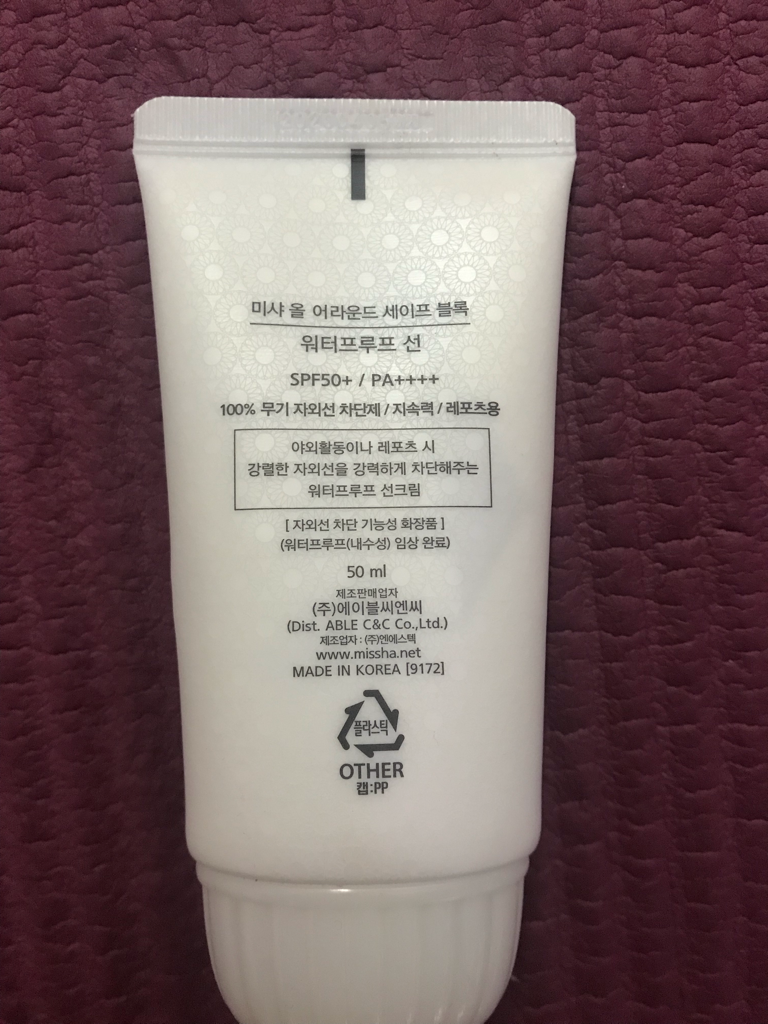 미샤 올 어라운드 세이프 블록
워터프루프 선
SPF50+ / PA++++
100% 무기 자외선 차단제 / 지속력 / 레포츠용
야외활동이나 레포츠 시
강렬한 자외선을 강력하게 차단해주는
워터프루프 선크림
[ 자외선 차단 기능성 화장품 ]
(워터프루프(내수성) 임상 완료)
50 ml
제조판매업자
(주)에이블씨엔씨
(Dist. ABLE C&C Co.,Ltd.)
제조업자 : (주)엔에스텍
www.missha.net
MADE IN KOREA [9172]
플라스틱
OTHER
캡:PP